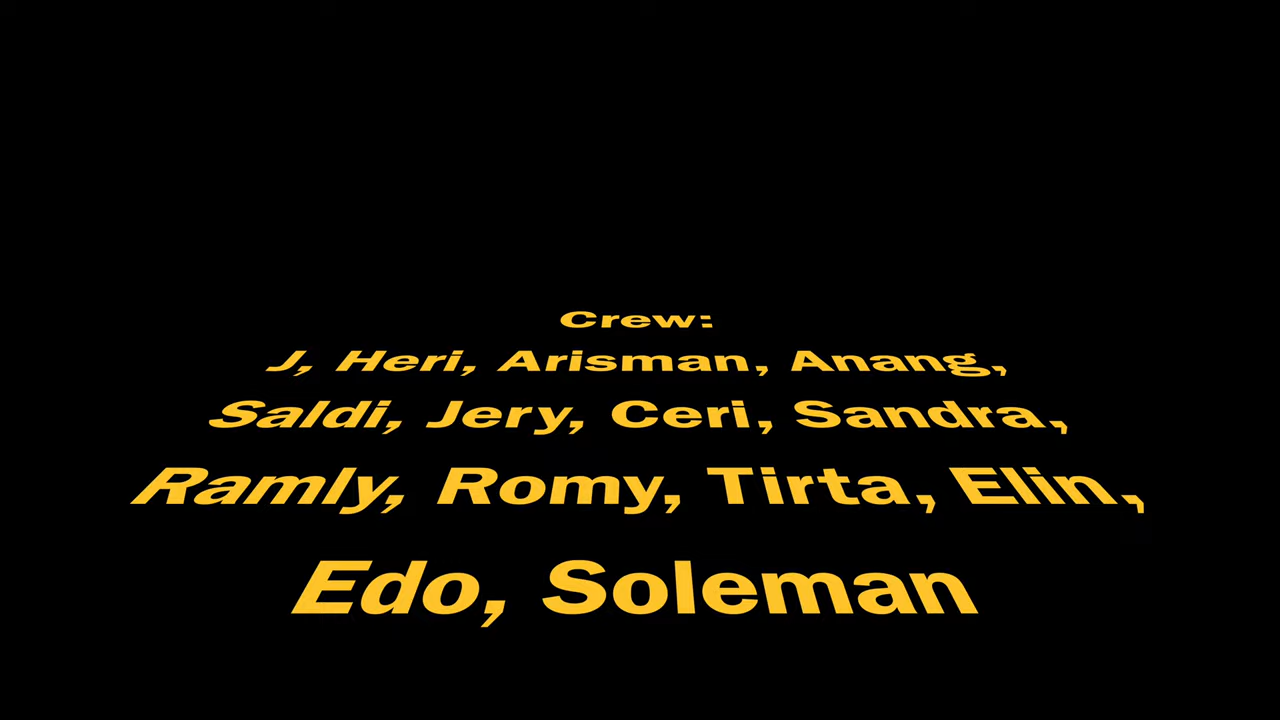 Crew:
J, Heri, Arisman, Anang,
Saldi, Jery, Ceri, Sandra,
Ramly, Romy, Tirta, Elin,
Edo, Soleman